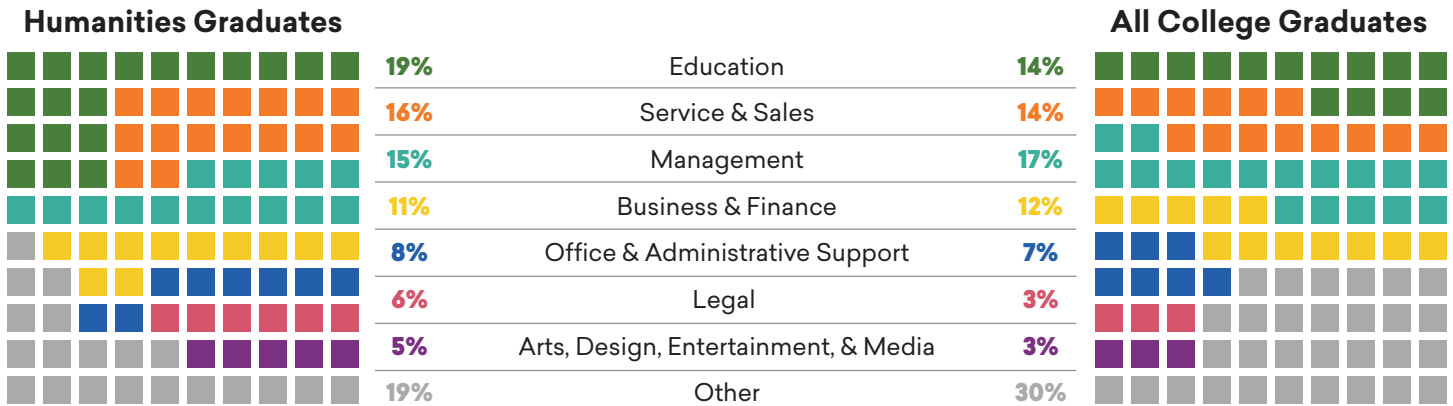 Humanities Graduates All College Graduates
19% Education 14%
16% Service & Sales 14%
15% Management 17%
11% Business & Finance 12%
8% Office & Administrative Support 7%
6% Legal 3%
5% Arts, Design, Entertainment, & Media 3%
19% Other 30%